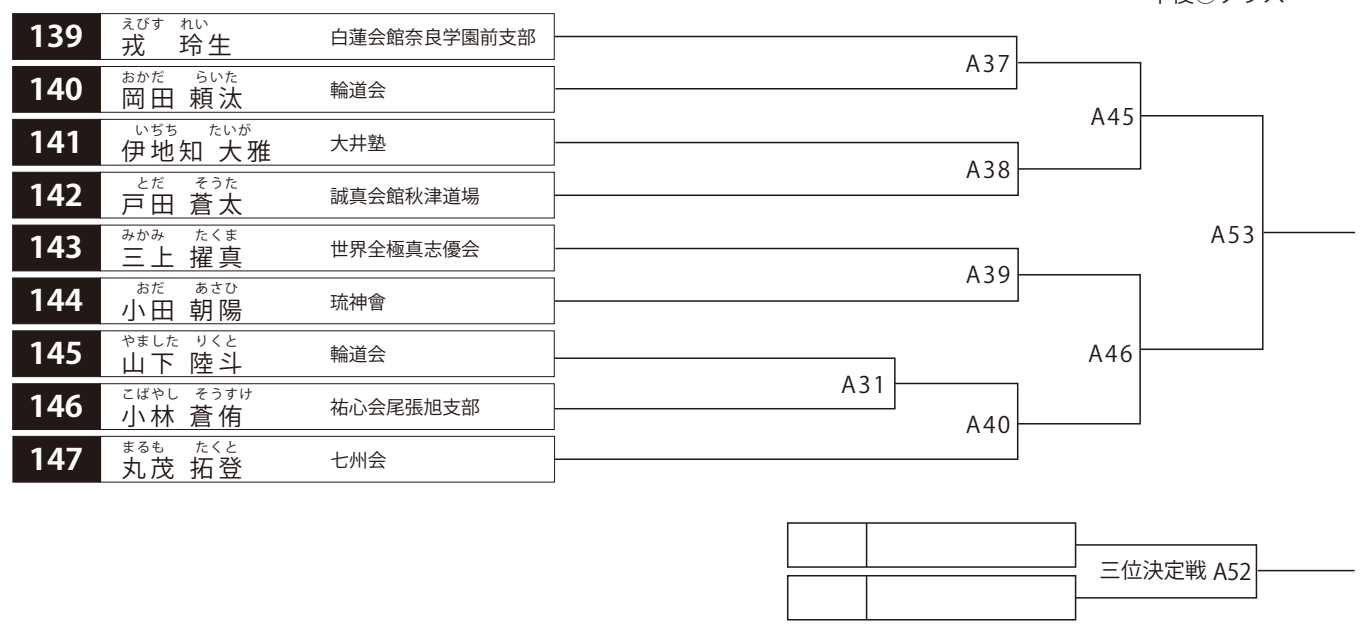 139 えびす れい 戎 玲生 白蓮会館奈良学園前支部
140 おかだ らいた 岡田 頼汰 輪道会
141 いぢち たいが 伊地知 大雅 大井塾
142 とだ そうた 戸田 蒼太 誠真会館秋津道場
143 みかみ たくま 三上 擢真 世界全極真志優会
144 おだ あさひ 小田 朝陽 琉神會
145 やました りくと 山下 陸斗 輪道会
146 こばやし そうすけ 小林 蒼侑 祐心会尾張旭支部
147 まるも たくと 丸茂 拓登 七州会
A37
A45
A38
A53
A39
A46
A31
A40
三位決定戦 A52